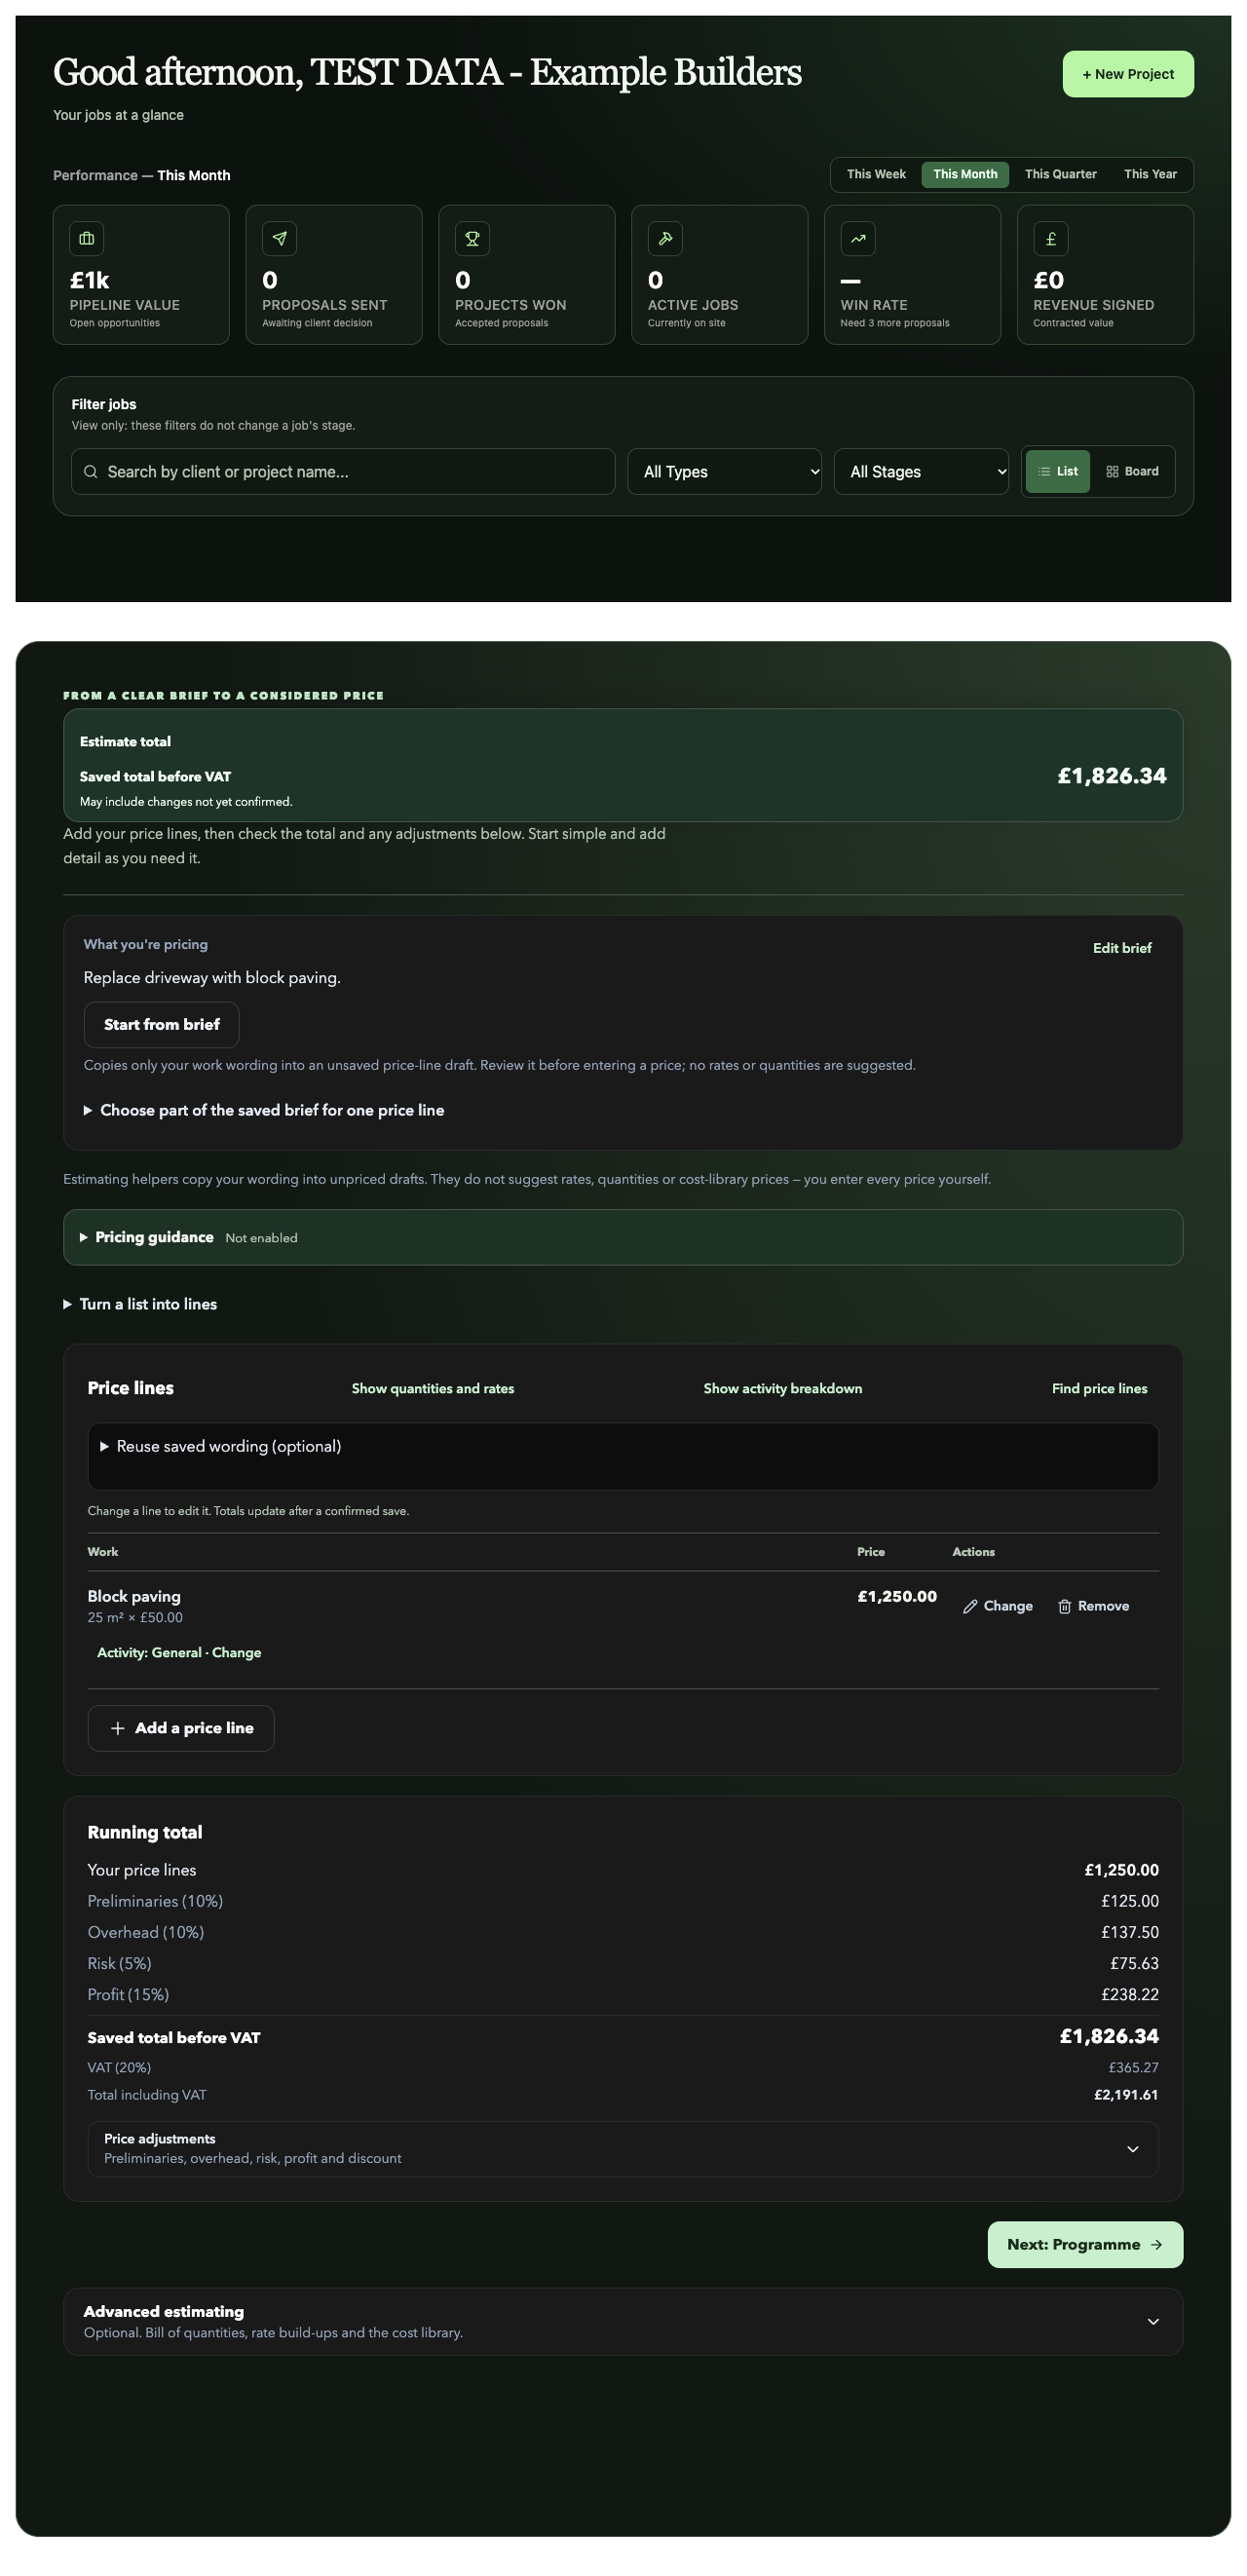 Good afternoon, TEST DATA - Example Builders
+ New Project
Your jobs at a glance
Performance — This Month
This Week
This Month
This Quarter
This Year
£1k
PIPELINE VALUE
Open opportunities
0
PROPOSALS SENT
Awaiting client decision
0
PROJECTS WON
Accepted proposals
0
ACTIVE JOBS
Currently on site
—
WIN RATE
Need 3 more proposals
£0
REVENUE SIGNED
Contracted value
Filter jobs
View only: these filters do not change a job's stage.
Search by client or project name...
All Types
All Stages
List
Board
FROM A CLEAR BRIEF TO A CONSIDERED PRICE
Estimate total
Saved total before VAT
£1,826.34
May include changes not yet confirmed.
Add your price lines, then check the total and any adjustments below. Start simple and add
detail as you need it.
What you're pricing
Edit brief
Replace driveway with block paving.
Start from brief
Copies only your work wording into an unsaved price-line draft. Review it before entering a price; no rates or quantities are suggested.
Choose part of the saved brief for one price line
Estimating helpers copy your wording into unpriced drafts. They do not suggest rates, quantities or cost-library prices — you enter every price yourself.
Pricing guidance Not enabled
Turn a list into lines
Price lines
Show quantities and rates
Show activity breakdown
Find price lines
Reuse saved wording (optional)
Change a line to edit it. Totals update after a confirmed save.
Work Price Actions
Block paving £1,250.00 Change Remove
25 m² × £50.00
Activity: General · Change
Add a price line
Running total
Your price lines £1,250.00
Preliminaries (10%) £125.00
Overhead (10%) £137.50
Risk (5%) £75.63
Profit (15%) £238.22
Saved total before VAT £1,826.34
VAT (20%) £365.27
Total including VAT £2,191.61
Price adjustments
Preliminaries, overhead, risk, profit and discount
Next: Programme →
Advanced estimating
Optional. Bill of quantities, rate build-ups and the cost library.